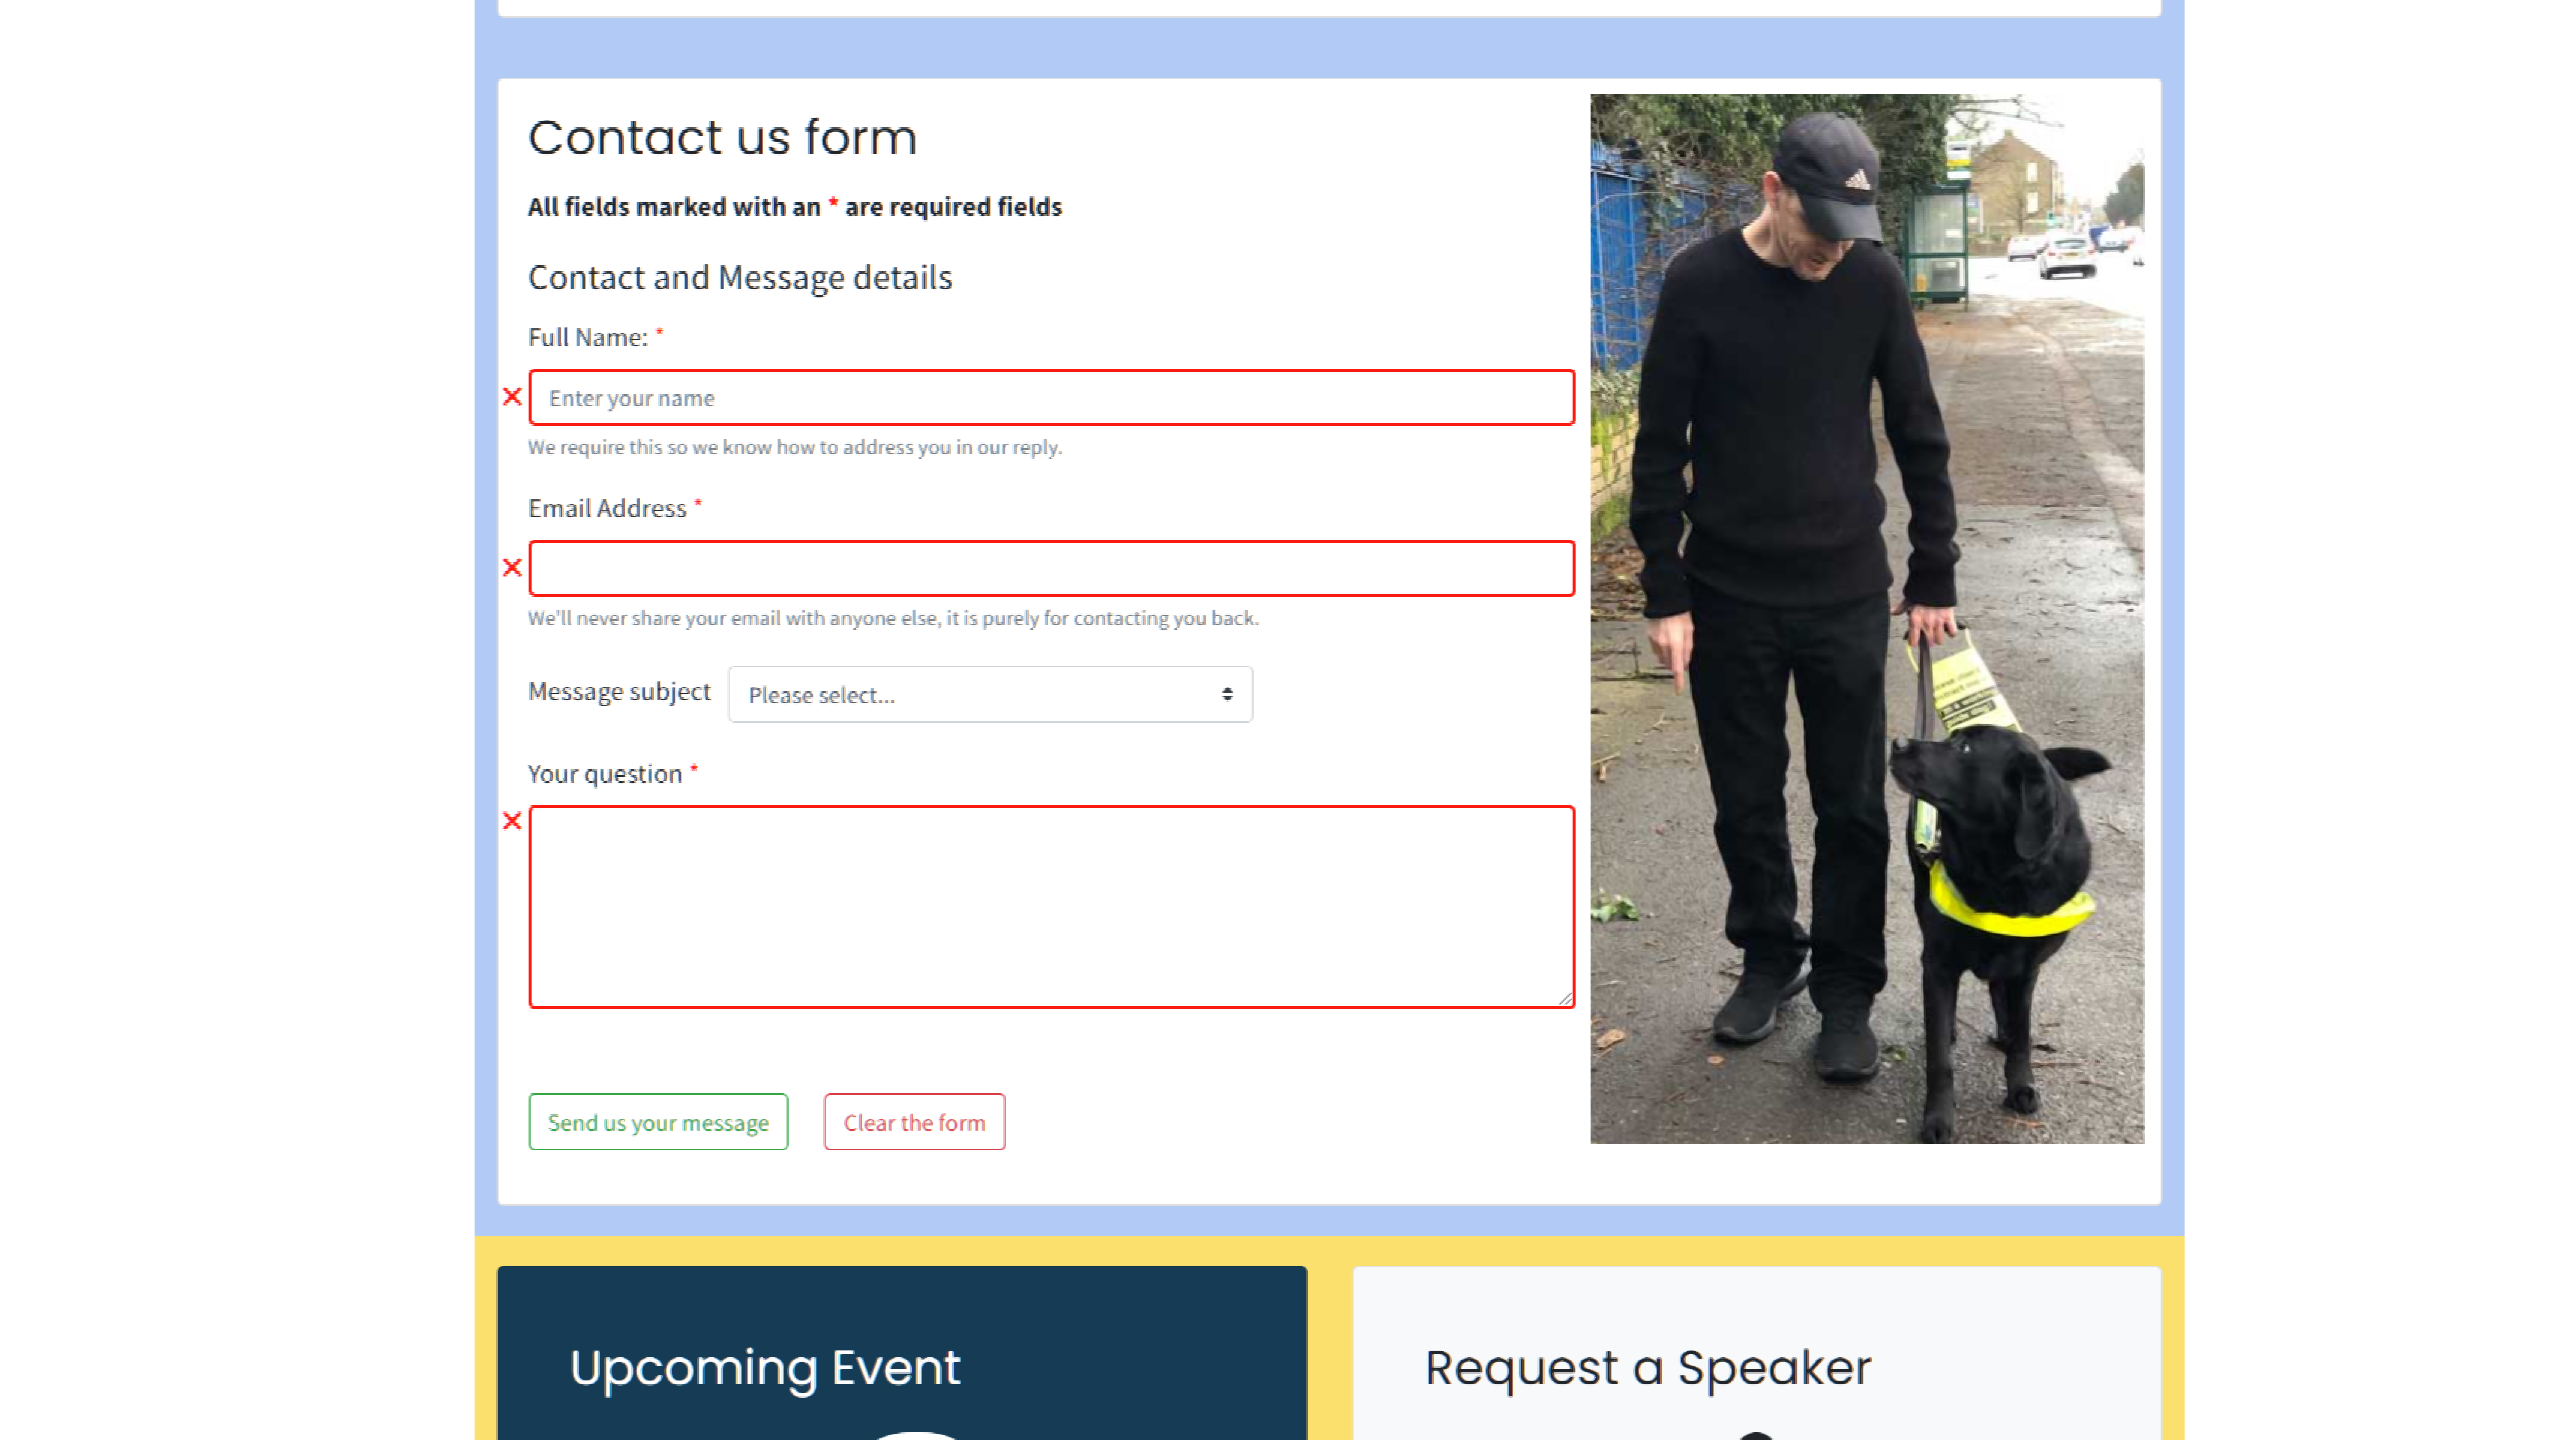 Contact us form
All fields marked with an * are required fields
Contact and Message details
Full Name: *
Enter your name
We require this so we know how to address you in our reply.
Email Address *
We'll never share your email with anyone else, it is purely for contacting you back.
Message subject
Please select...
Your question *
Send us your message
Clear the form
Upcoming Event
Request a Speaker